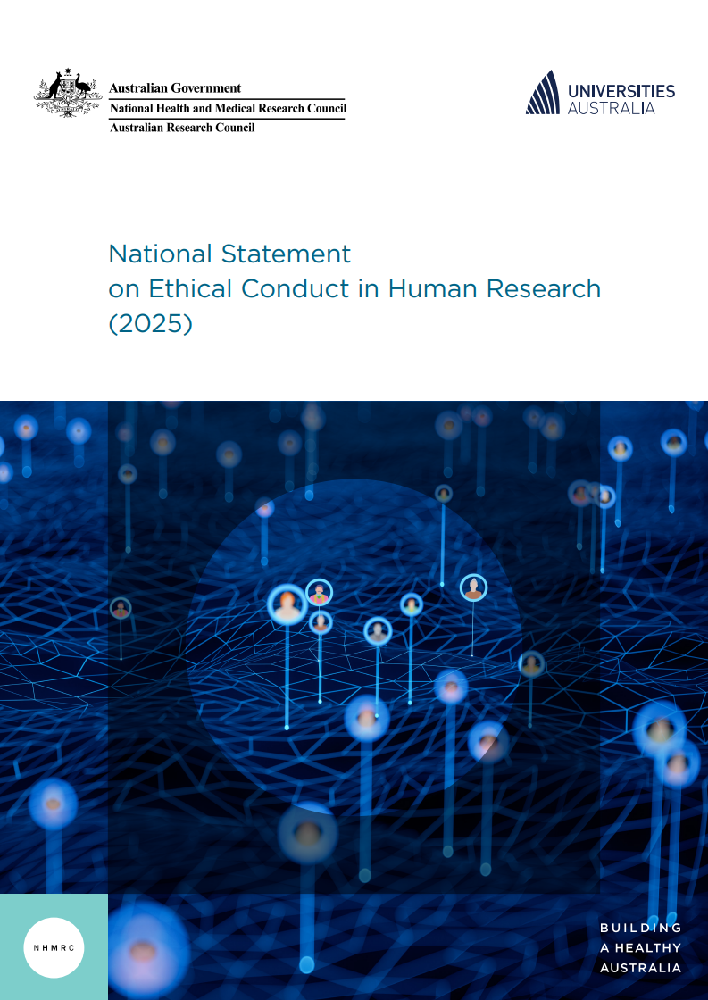 Australian Government
National Health and Medical Research Council
Australian Research Council
UNIVERSITIES
AUSTRALIA
National Statement
on Ethical Conduct in Human Research
(2025)
NHMRC
BUILDING
A HEALTHY
AUSTRALIA